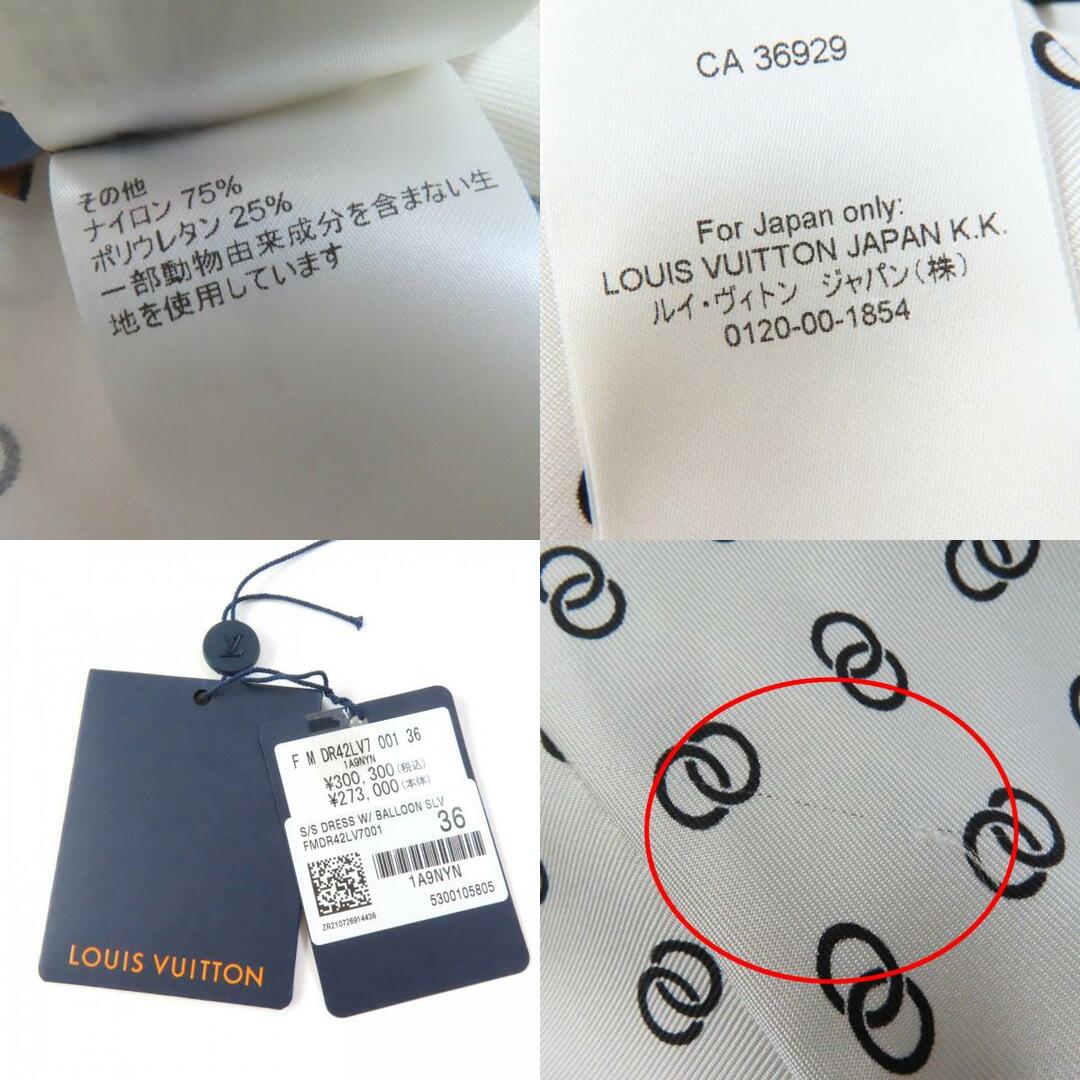 その他
ナイロン 75%
ポリウレタン 25%
一部動物由来成分を含まない生
地を使用しています
CA 36929
For Japan only:
LOUIS VUITTON JAPAN K.K.
ルイ・ヴィトン ジャパン(株)
0120-00-1854
LV
F M DR42LV7 001 36
1A9NYN
¥300,300(税込)
¥273,000(本体)
S/S DRESS W/ BALLOON SLV
FMDR42LV7001
36
1A9NYN
5300105805
ZR210726914436
LOUIS VUITTON